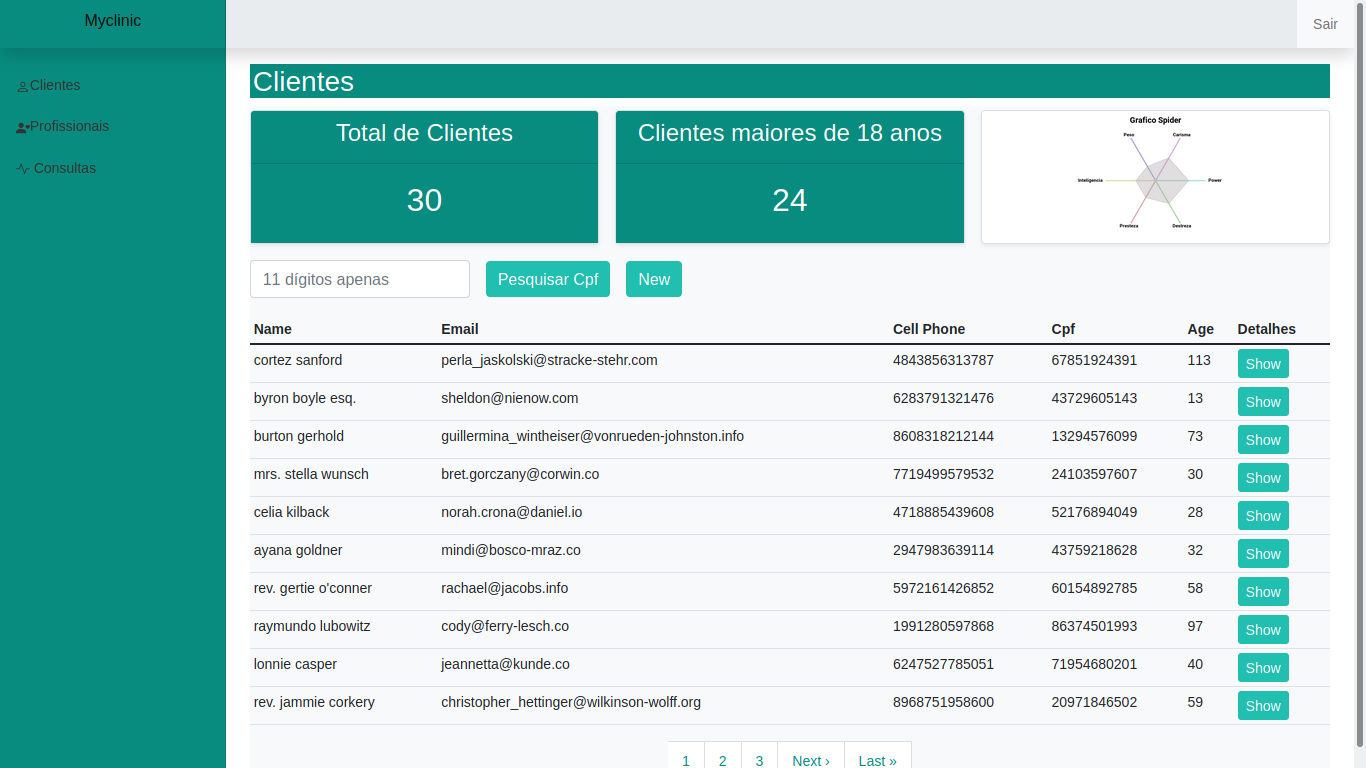 Myclinic
Sair
Clientes
Profissionais
Consultas
Clientes
Total de Clientes
30
Clientes maiores de 18 anos
24
Grafico Spider
Peso Carisma
Inteligencia Power
Presteza Destreza
11 dígitos apenas Pesquisar Cpf New
Name Email Cell Phone Cpf Age Detalhes
cortez sanford perla_jaskolski@stracke-stehr.com 4843856313787 67851924391 113 Show
byron boyle esq. sheldon@nienow.com 6283791321476 43729605143 13 Show
burton gerhold guillermina_wintheiser@vonrueden-johnston.info 8608318212144 13294576099 73 Show
mrs. stella wunsch bret.gorczany@corwin.co 7719499579532 24103597607 30 Show
celia kilback norah.crona@daniel.io 4718885439608 52176894049 28 Show
ayana goldner mindi@bosco-mraz.co 2947983639114 43759218628 32 Show
rev. gertie o'conner rachael@jacobs.info 5972161426852 60154892785 58 Show
raymundo lubowitz cody@ferry-lesch.co 1991280597868 86374501993 97 Show
lonnie casper jeannetta@kunde.co 6247527785051 71954680201 40 Show
rev. jammie corkery christopher_hettinger@wilkinson-wolff.org 8968751958600 20971846502 59 Show
1 2 3 Next › Last »